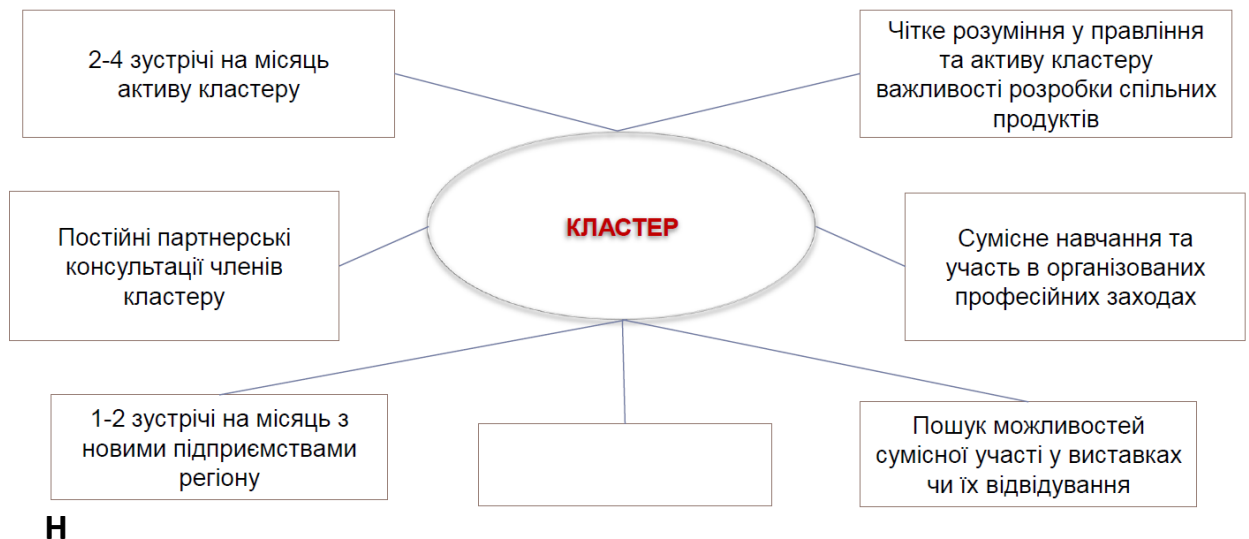 2-4 зустрічі на місяць
активу кластеру
Чітке розуміння у правління
та активу кластеру
важливості розробки спільних
продуктів
КЛАСТЕР
Постійні партнерські
консультації членів
кластеру
Сумісне навчання та
участь в організованих
професійних заходах
1-2 зустрічі на місяць з
новими підприємствами
регіону
Пошук можливостей
сумісної участі у виставках
чи їх відвідування
Н